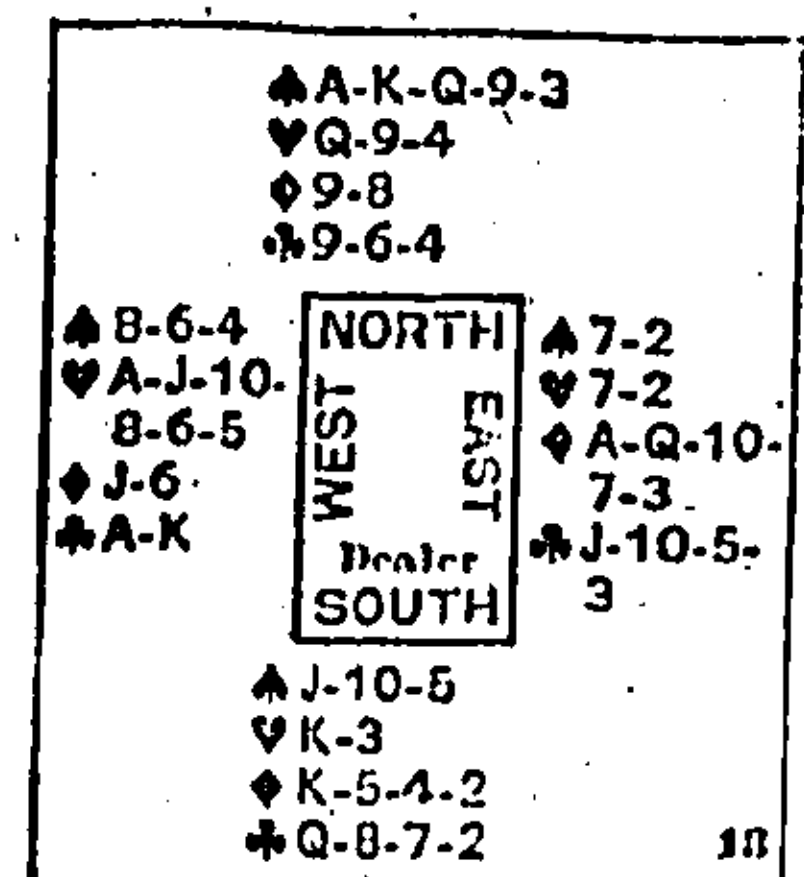 ♠A-K-Q-9-3
♥Q-9-4
♦9-8
♣9-6-4
♠8-6-4
♥A-J-10-
8-6-5
♦J-6
♣A-K
NORTH
WEST
EAST
Dealer
SOUTH
♠7-2
♥7-2
♦A-Q-10-
7-3
♣J-10-5-
3
♠J-10-5
♥K-3
♦K-5-4-2
♣Q-8-7-2